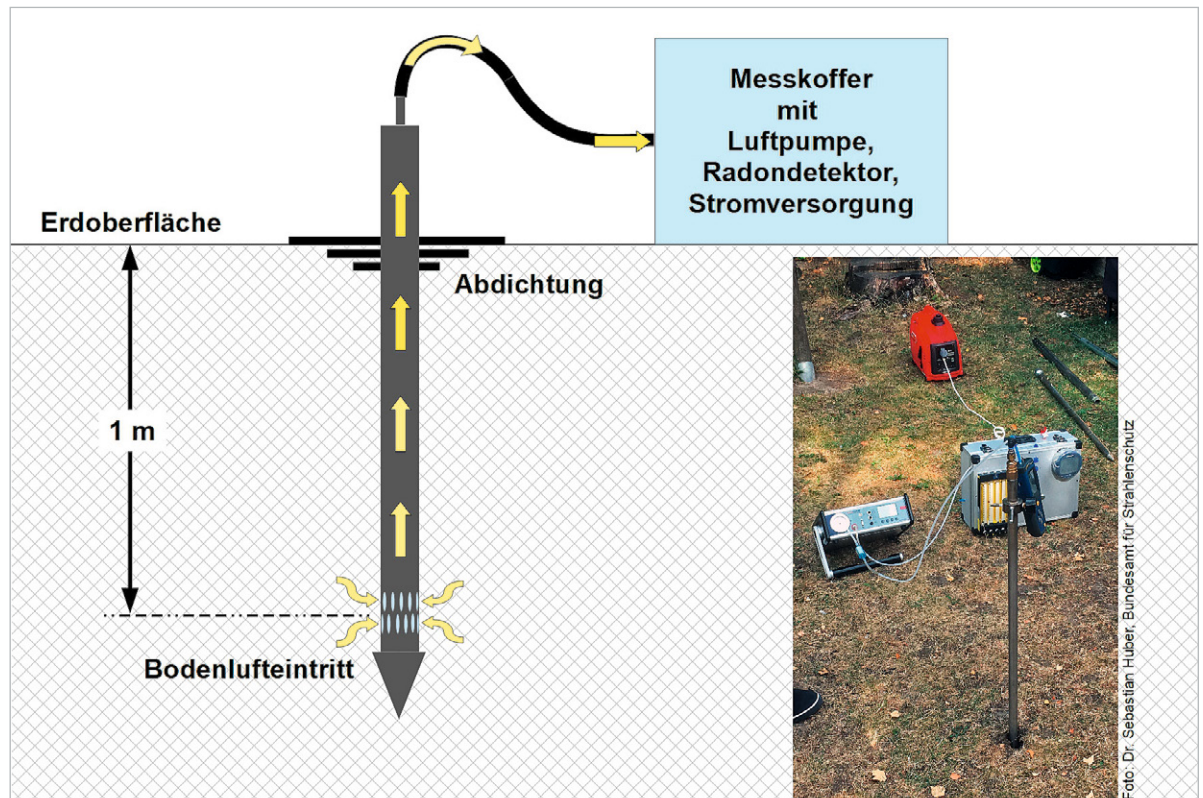 Messkoffer
mit
Luftpumpe,
Radondetektor,
Stromversorgung
Erdoberfläche
Abdichtung
1 m
Bodenlufteintritt
Foto: Dr. Sebastian Huber, Bundesamt für Strahlenschutz